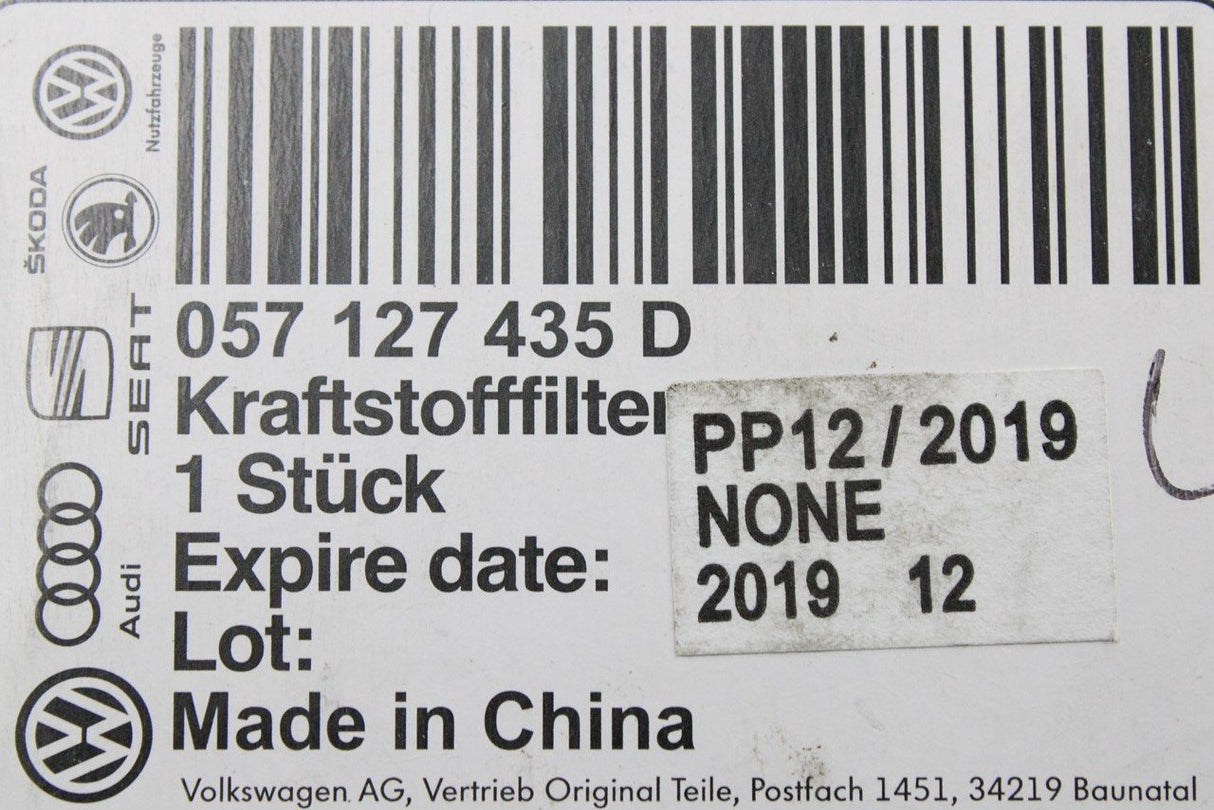 Nutzfahrzeuge
ŠKODA
SEAT
Audi
057 127 435 D
Kraftstofffilter
1 Stück
Expire date:
Lot:
Made in China
PP12 / 2019
NONE
2019 12
Volkswagen AG, Vertrieb Original Teile, Postfach 1451, 34219 Baunatal